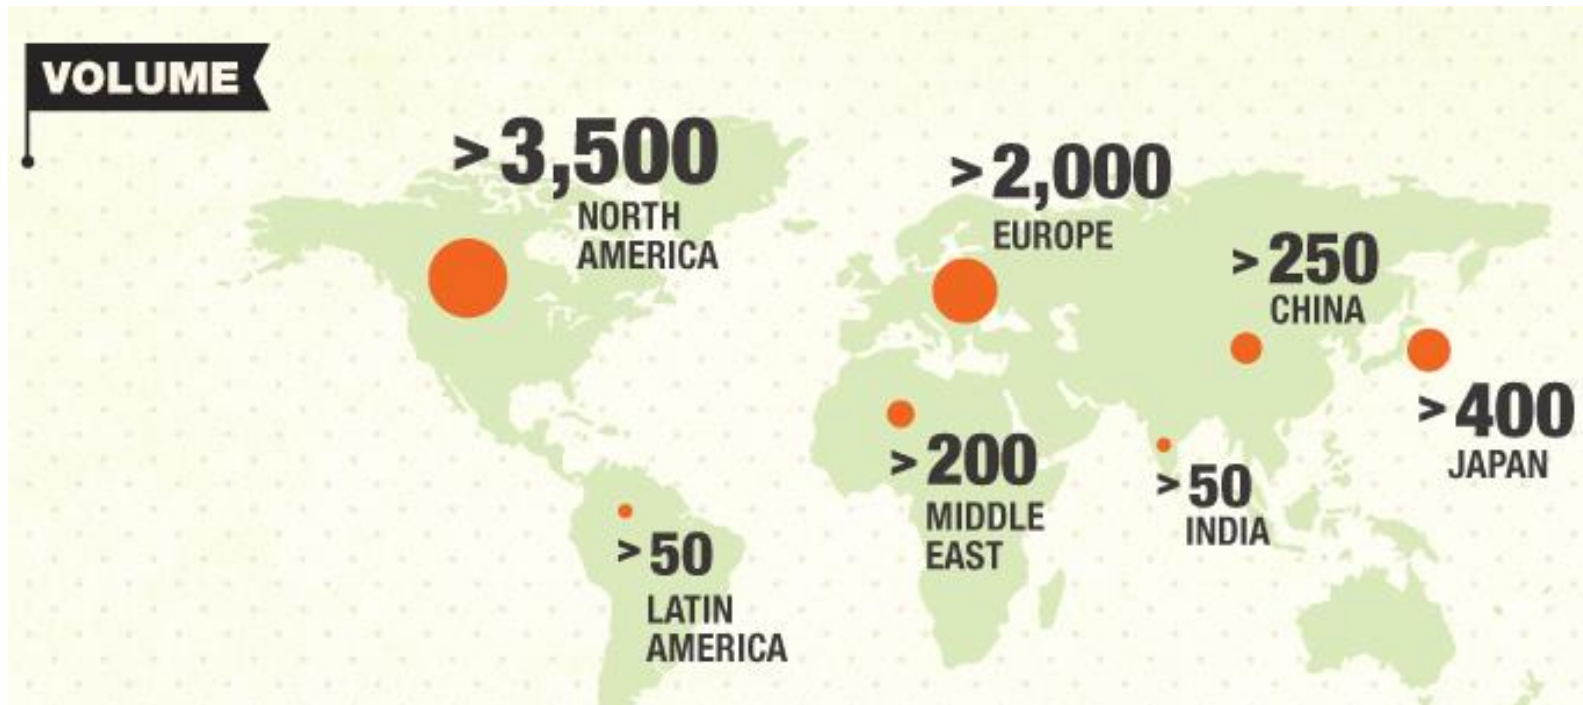 VOLUME
> 3,500
NORTH
AMERICA
> 2,000
EUROPE
> 250
CHINA
> 400
JAPAN
> 200
MIDDLE
EAST
> 50
INDIA
> 50
LATIN
AMERICA